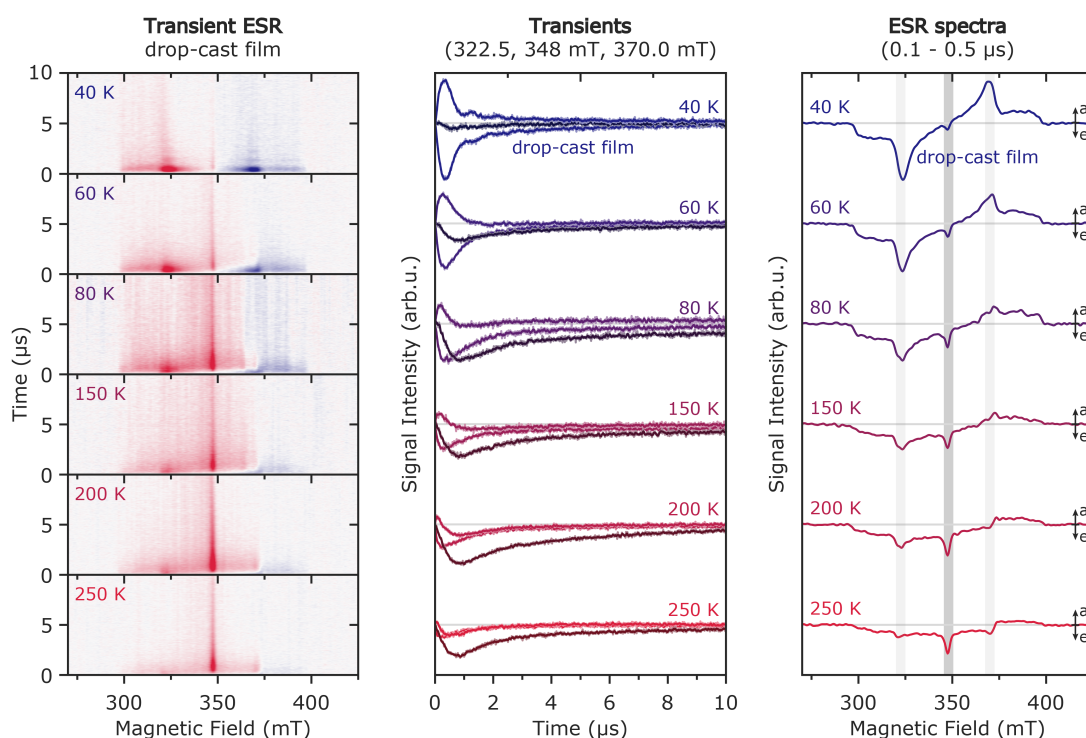 Transient ESR
drop-cast film
Transients
(322.5, 348 mT, 370.0 mT)
ESR spectra
(0.1 - 0.5 µs)
Time (µs)
10
5
0
5
0
5
0
5
0
5
0
5
0
40 K
60 K
80 K
150 K
200 K
250 K
300
350
400
Magnetic Field (mT)
Signal Intensity (arb.u.)
40 K
drop-cast film
60 K
80 K
150 K
200 K
250 K
0
2
4
6
8
10
Time (µs)
Signal Intensity (arb.u.)
40 K
drop-cast film
60 K
80 K
150 K
200 K
250 K
a
e
a
e
a
e
a
e
a
e
a
e
300
350
400
Magnetic Field (mT)